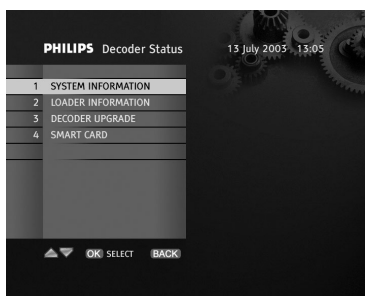 PHILIPS Decoder Status 13 July 2003 13:05
1 SYSTEM INFORMATION
2 LOADER INFORMATION
3 DECODER UPGRADE
4 SMART CARD
OK SELECT BACK